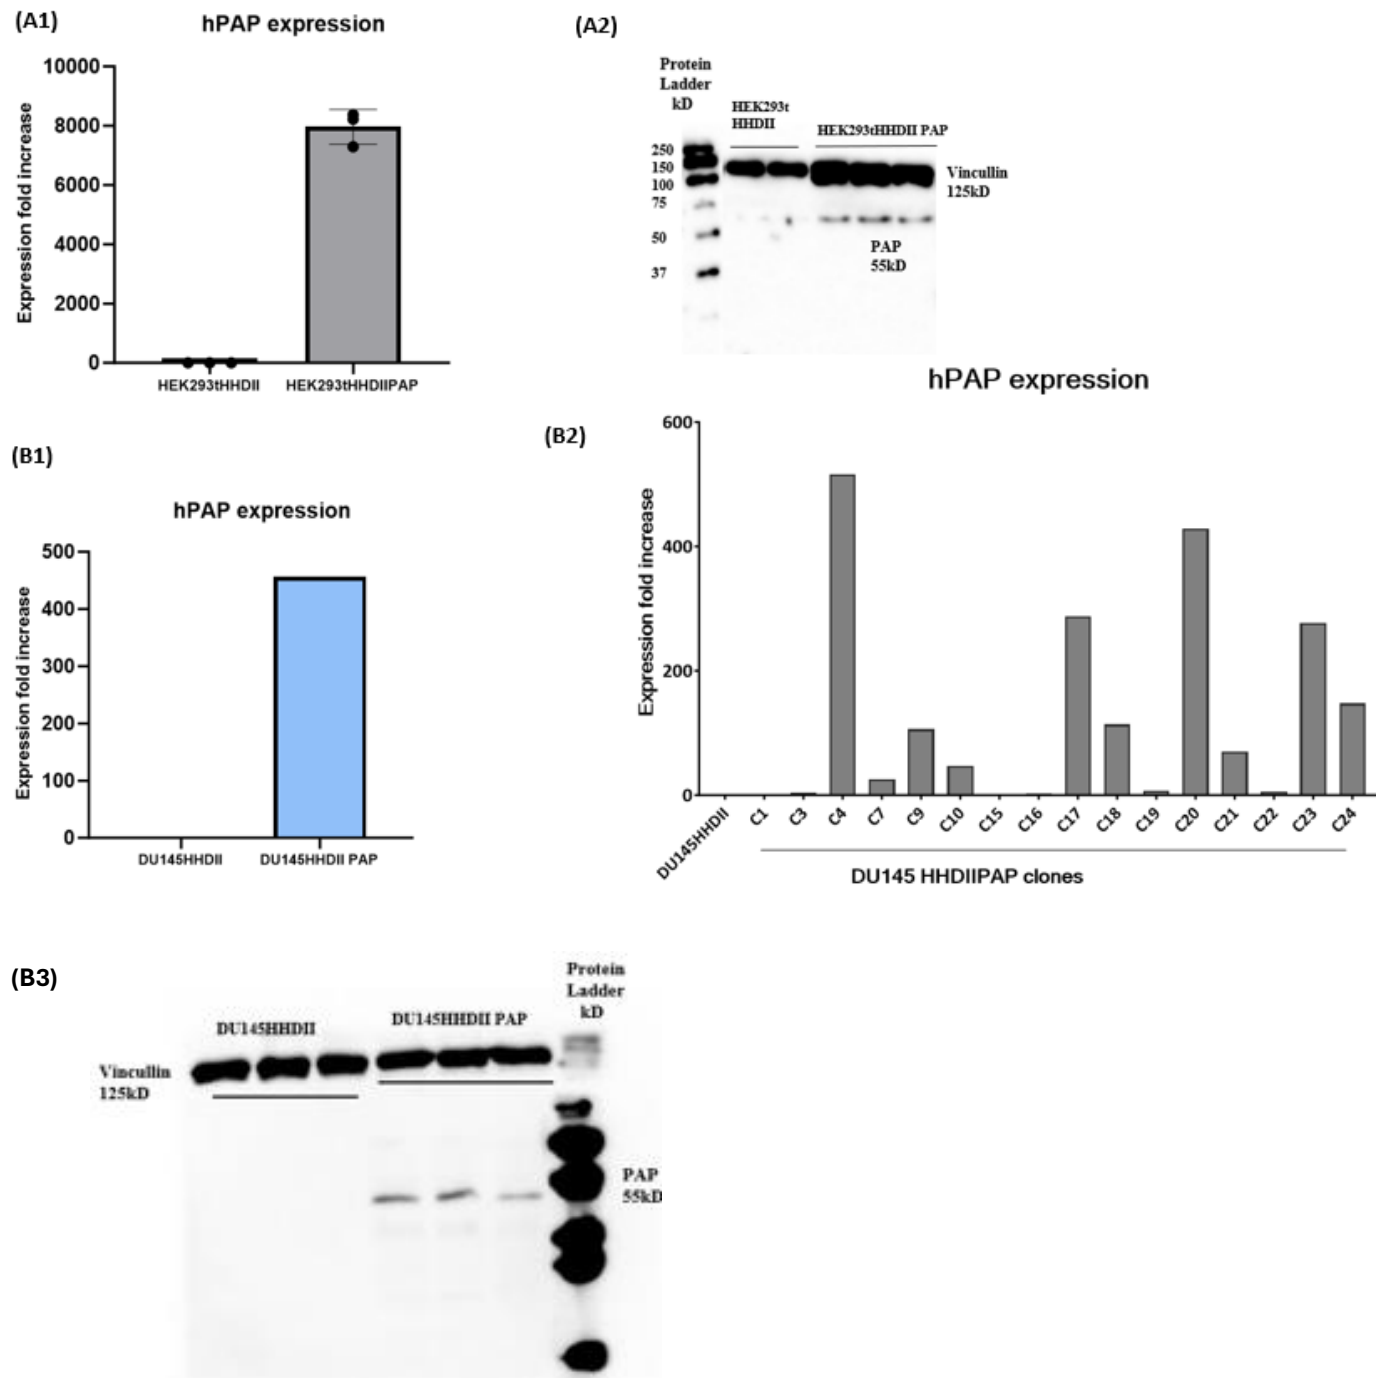 (A1)
hPAP expression
Expression fold increase
10000
8000
6000
4000
2000
0
HEK293tHHDII
HEK293tHHDIIPAP
(A2)
Protein
Ladder
kD
HEK293t
HHDII
HEK293tHHDII PAP
250
150
100
75
50
37
Vincullin
125kD
PAP
55kD
(B1)
hPAP expression
Expression fold increase
500
400
300
200
100
0
DU145HHDII
DU145HHDII PAP
(B2)
hPAP expression
Expression fold increase
600
400
200
0
DU145HHDII
C1
C3
C4
C7
C9
C10
C15
C16
C17
C18
C19
C20
C21
C22
C23
C24
DU145 HHDIIPAP clones
(B3)
DU145HHDII
DU145HHDII PAP
Protein
Ladder
kD
Vincullin
125kD
PAP
55kD